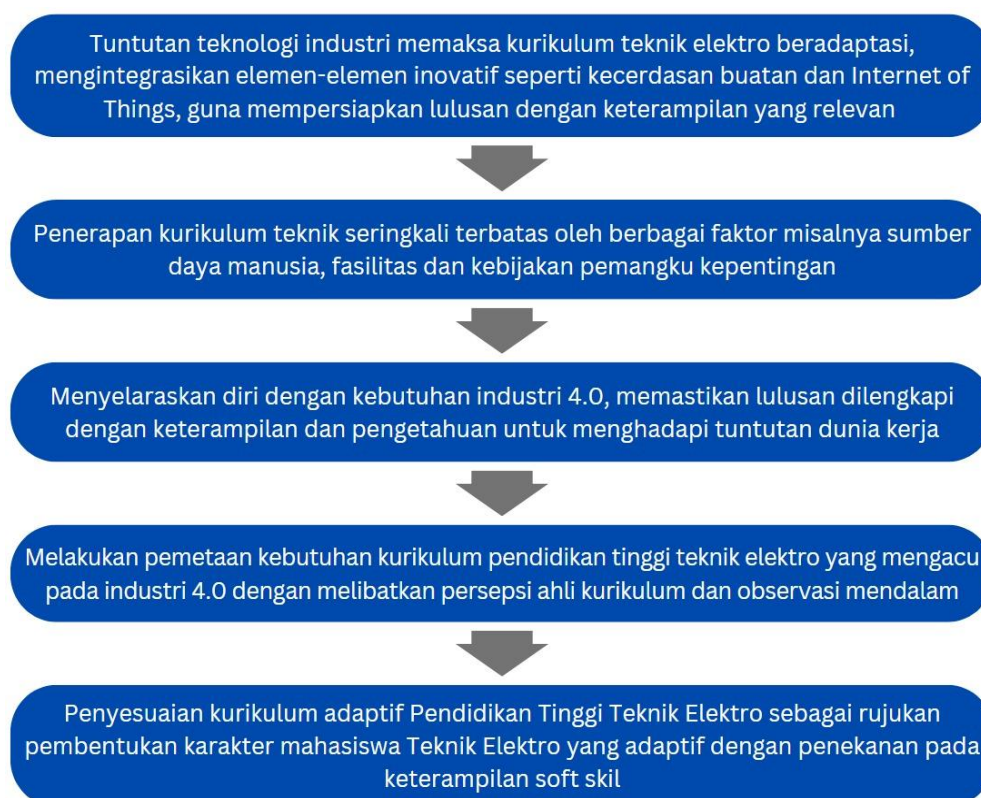 Tuntutan teknologi industri memaksa kurikulum teknik elektro beradaptasi,
mengintegrasikan elemen-elemen inovatif seperti kecerdasan buatan dan Internet of
Things, guna mempersiapkan lulusan dengan keterampilan yang relevan
Penerapan kurikulum teknik seringkali terbatas oleh berbagai faktor misalnya sumber
daya manusia, fasilitas dan kebijakan pemangku kepentingan
Menyelaraskan diri dengan kebutuhan industri 4.0, memastikan lulusan dilengkapi
dengan keterampilan dan pengetahuan untuk menghadapi tuntutan dunia kerja
Melakukan pemetaan kebutuhan kurikulum pendidikan tinggi teknik elektro yang mengacu
pada industri 4.0 dengan melibatkan persepsi ahli kurikulum dan observasi mendalam
Penyesuaian kurikulum adaptif Pendidikan Tinggi Teknik Elektro sebagai rujukan
pembentukan karakter mahasiswa Teknik Elektro yang adaptif dengan penekanan pada
keterampilan soft skil